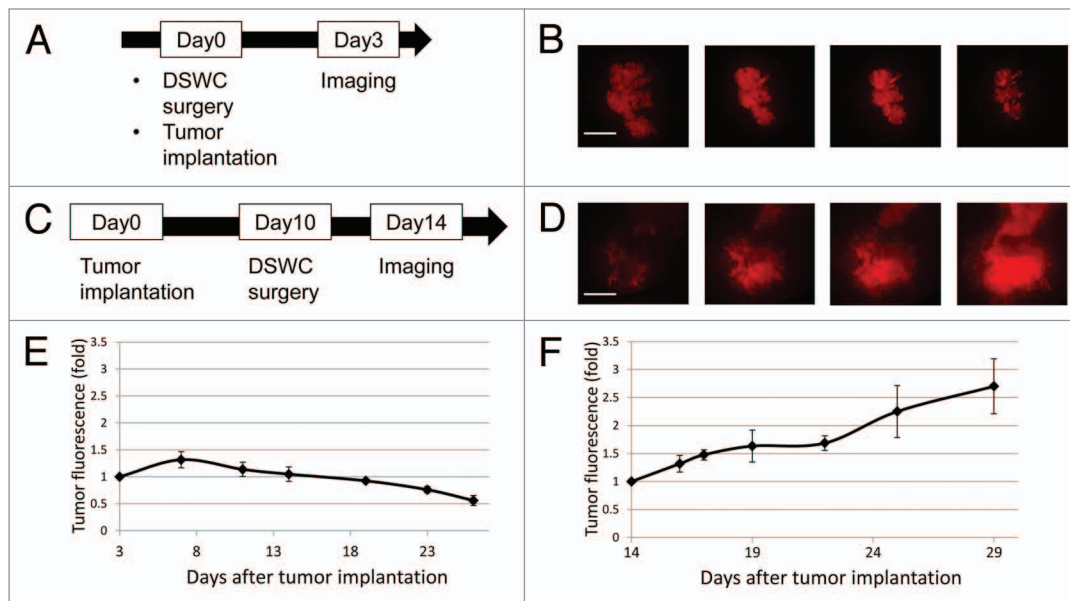 A
Day0
Day3
• DSWC
surgery
• Tumor
implantation
Imaging
B
C
Day0
Day10
Day14
Tumor
implantation
DSWC
surgery
Imaging
D
E
Tumor fluorescence (fold)
3.5
3
2.5
2
1.5
1
0.5
0
3 8 13 18 23
Days after tumor implantation
F
Tumor fluorescence (fold)
3.5
3
2.5
2
1.5
1
0.5
0
14 19 24 29
Days after tumor implantation